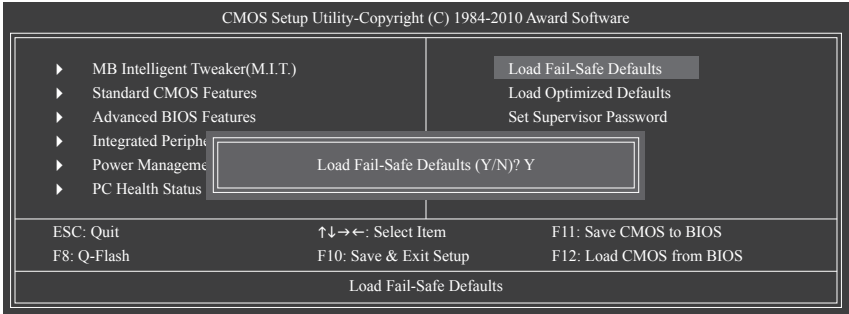 CMOS Setup Utility-Copyright (C) 1984-2010 Award Software
MB Intelligent Tweaker(M.I.T.)
Standard CMOS Features
Advanced BIOS Features
Integrated Periphe
Power Manageme
PC Health Status
Load Fail-Safe Defaults
Load Optimized Defaults
Set Supervisor Password
Load Fail-Safe Defaults (Y/N)? Y
ESC: Quit
↑↓→←: Select Item
F11: Save CMOS to BIOS
F8: Q-Flash
F10: Save & Exit Setup
F12: Load CMOS from BIOS
Load Fail-Safe Defaults